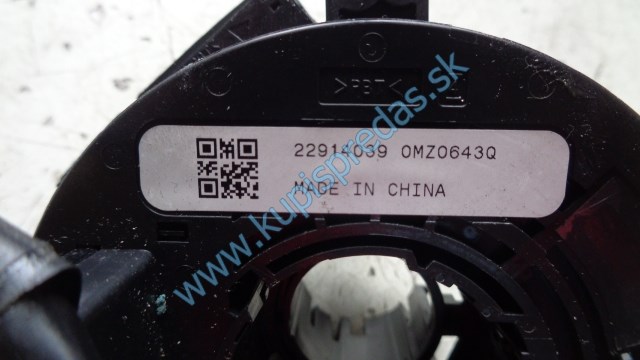 >PBT<
22914039 0MZ0643Q
MADE IN CHINA
www.kupispredas.sk